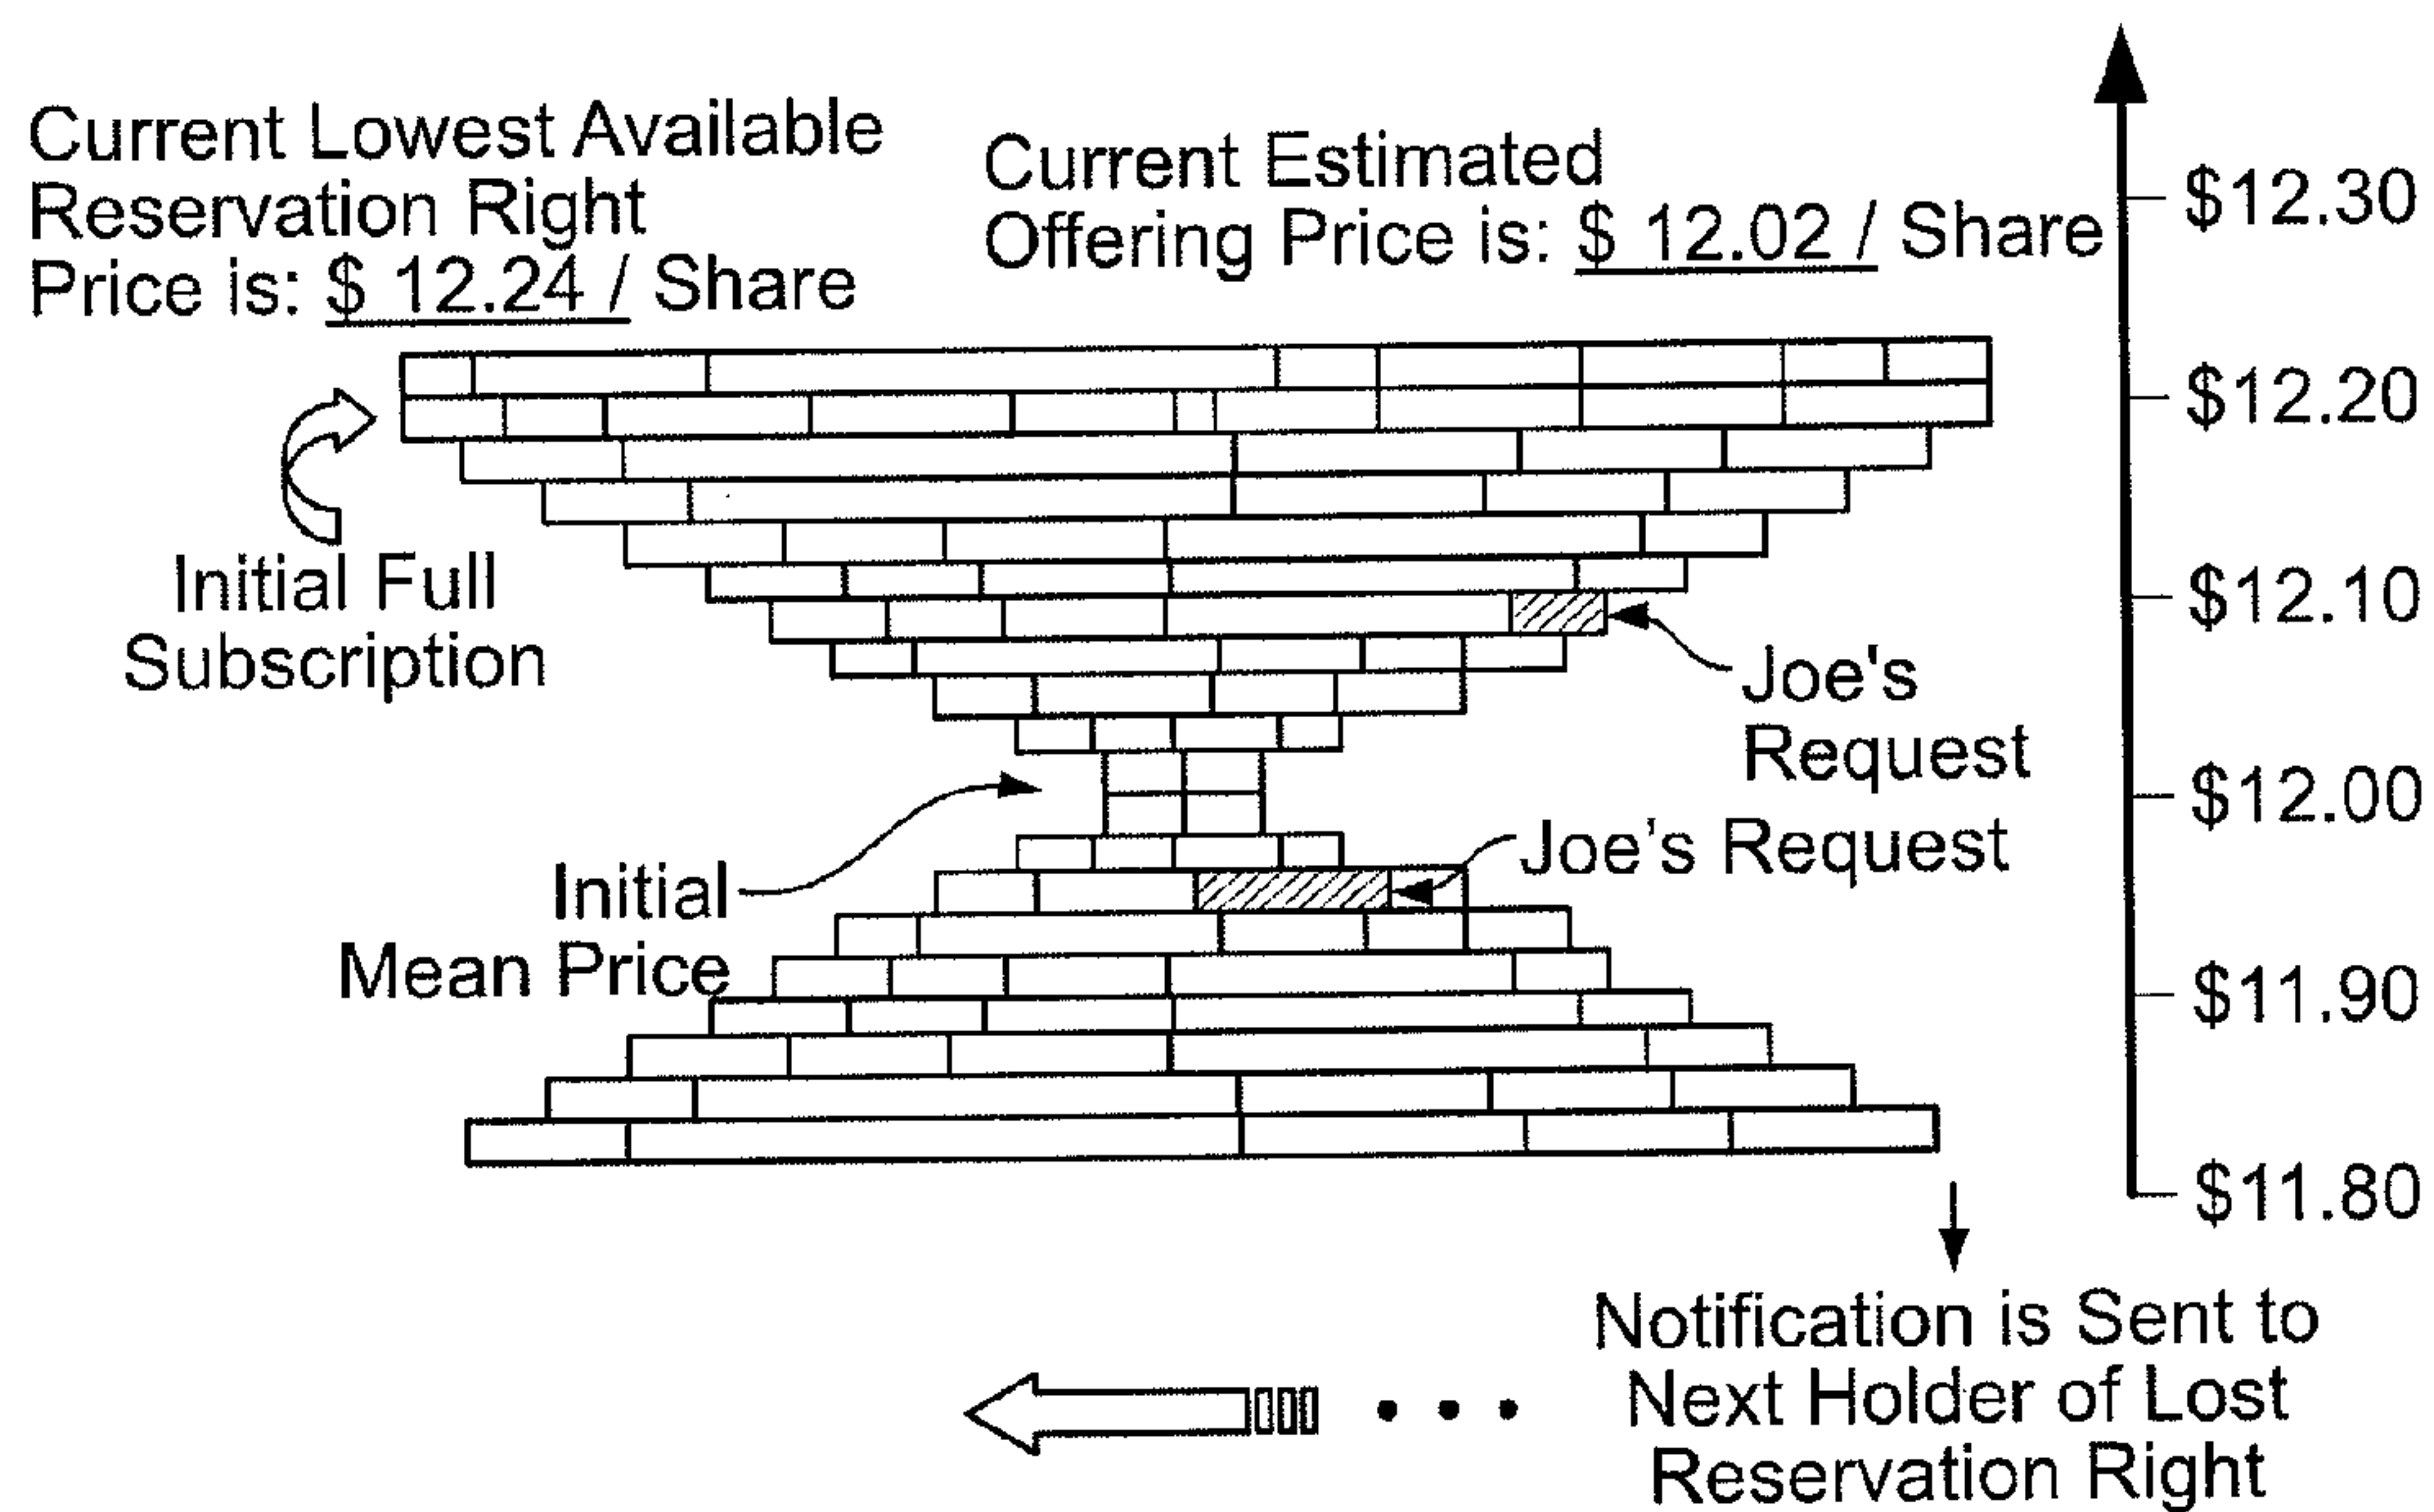 Current Lowest Available
Reservation Right
Price is: $ 12.24 / Share
Current Estimated
Offering Price is: $ 12.02 / Share
$12.30
$12.20
$12.10
$12.00
$11.90
$11.80
Initial Full
Subscription
Joe's
Request
Joe's Request
Initial
Mean Price
Notification is Sent to
Next Holder of Lost
Reservation Right